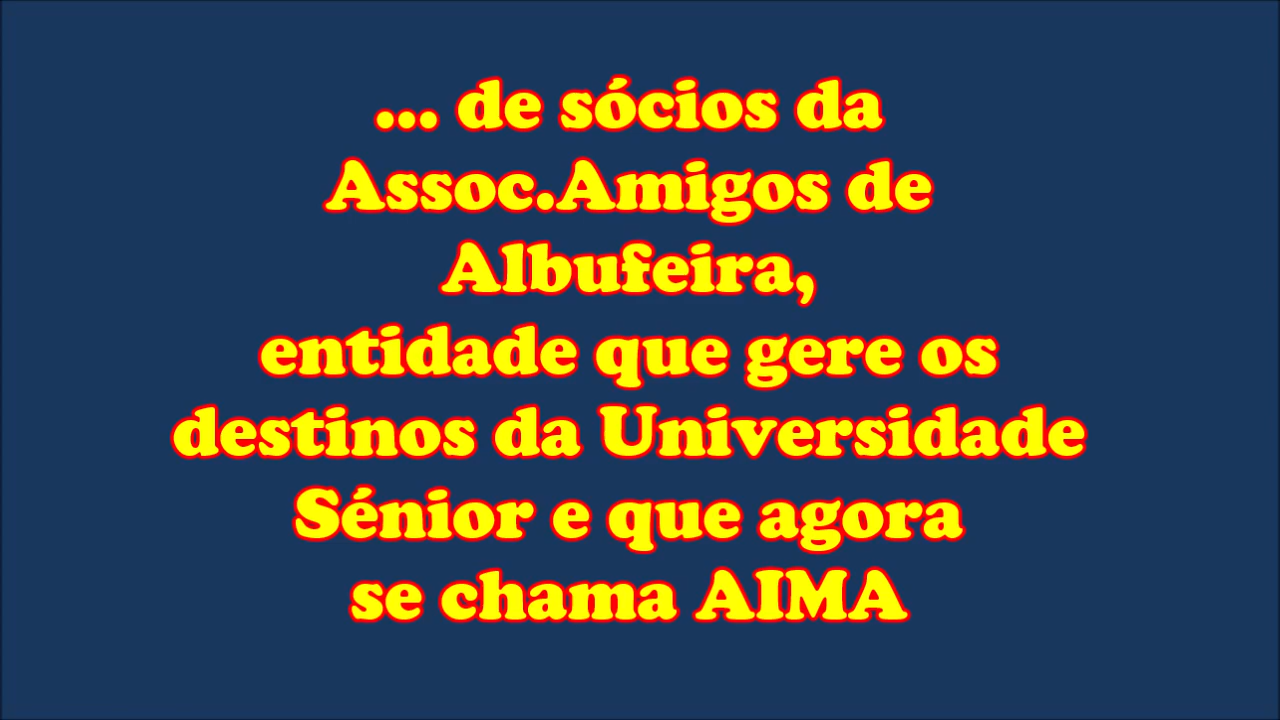 ... de sócios da
Assoc.Amigos de
Albufeira,
entidade que gere os
destinos da Universidade
Sénior e que agora
se chama AIMA